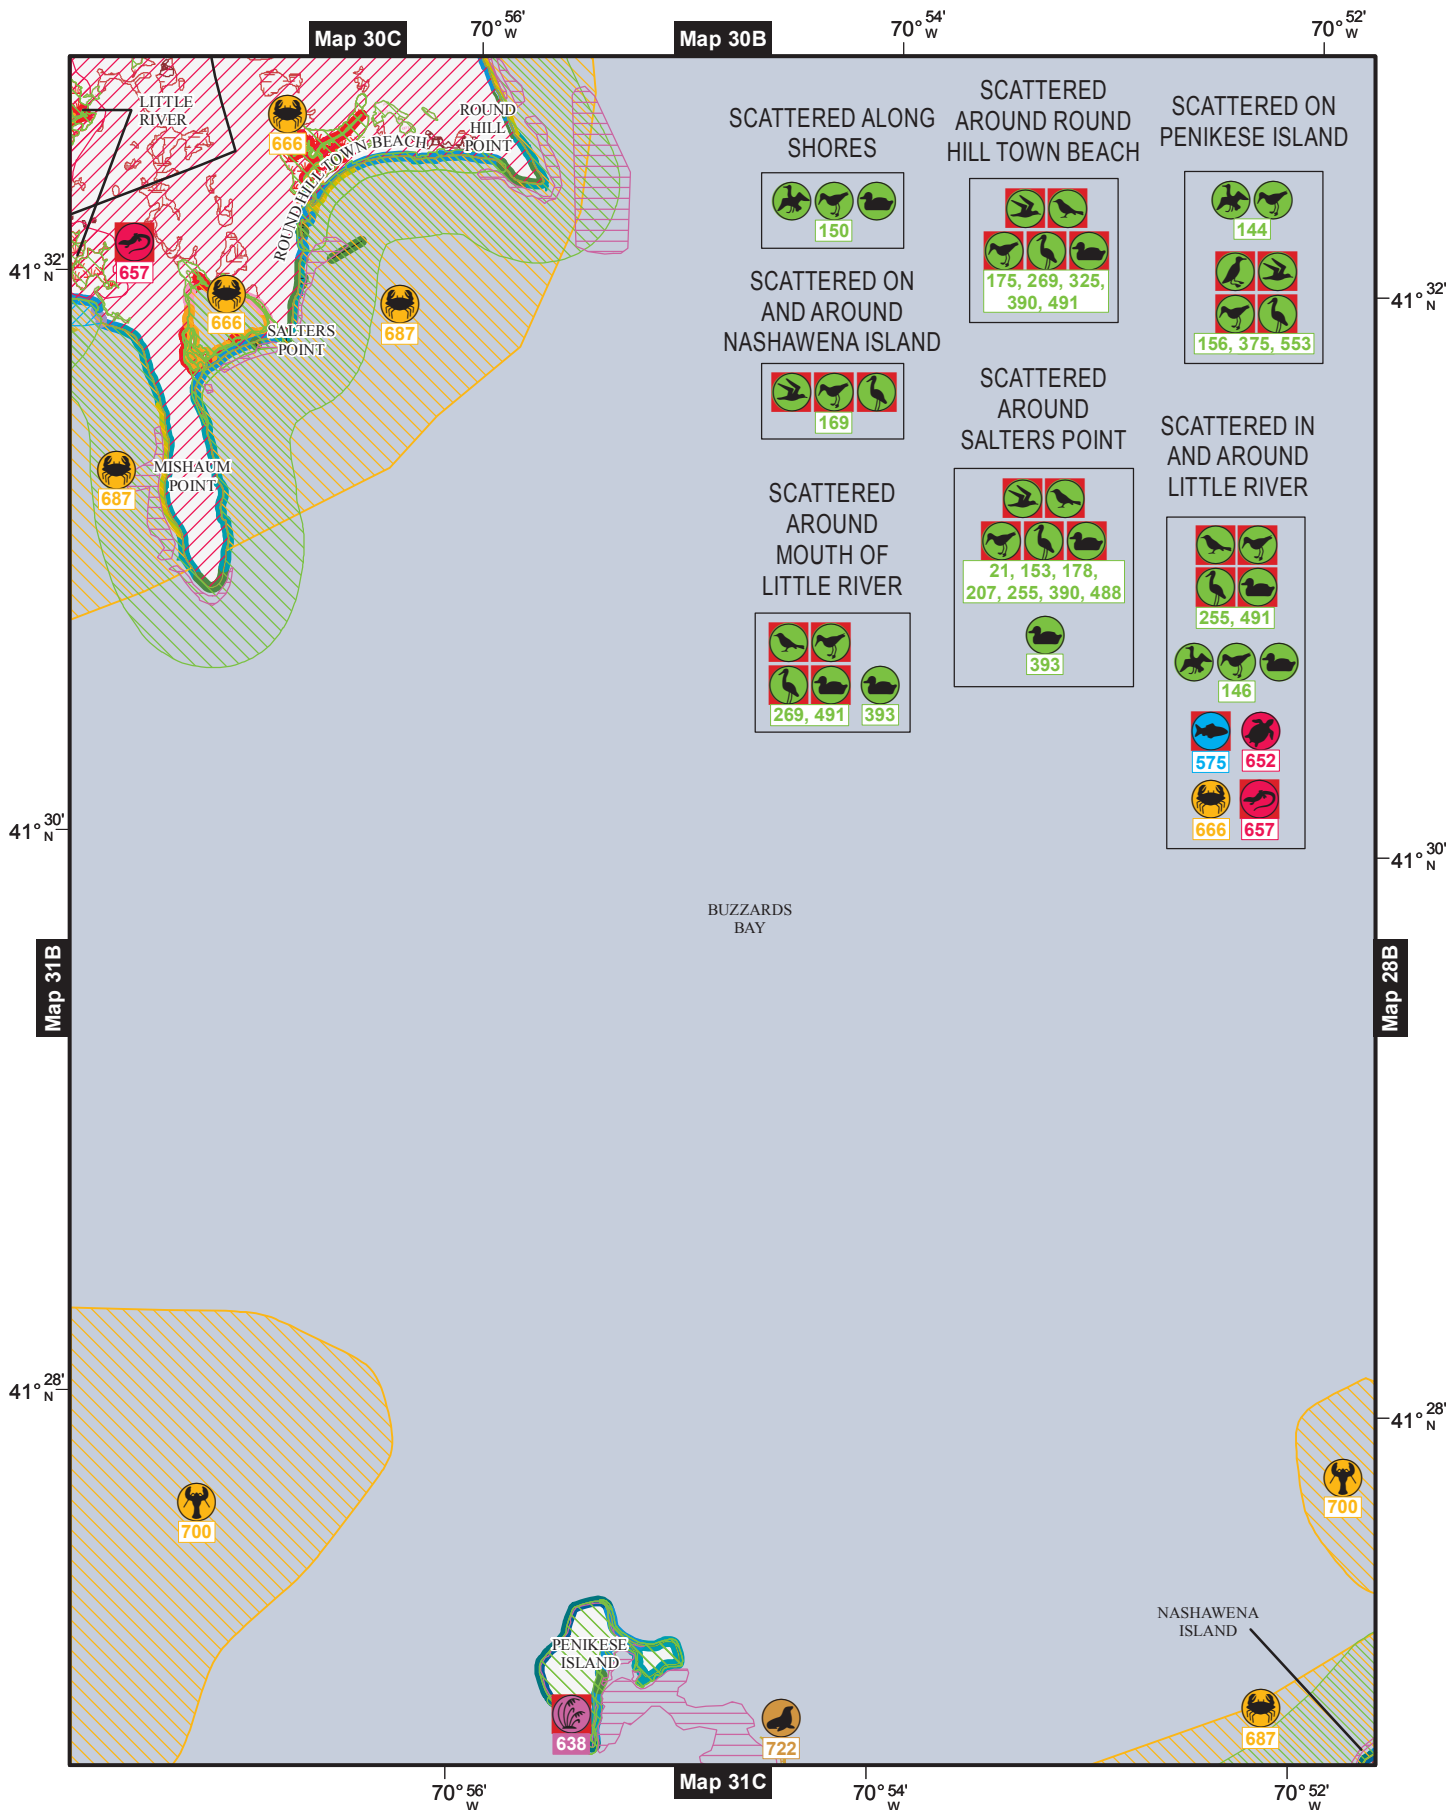 70° 56' W
70° 54' W
70° 52' W
Map 30C
Map 30B
LITTLE
RIVER
666
ROUND
HILL
POINT
ROUND HILL TOWN BEACH
657
666
SALTERS
POINT
687
MISHAUM
POINT
687
41° 32' N
41° 32' N
SCATTERED ALONG
SHORES
150
SCATTERED
AROUND ROUND
HILL TOWN BEACH
175, 269, 325,
390, 491
SCATTERED ON
PENIKESE ISLAND
144
156, 375, 553
SCATTERED ON
AND AROUND
NASHAWENA ISLAND
169
SCATTERED
AROUND
SALTERS POINT
21, 153, 178,
207, 255, 390, 488
393
SCATTERED IN
AND AROUND
LITTLE RIVER
255, 491
146
575
652
666
657
SCATTERED
AROUND
MOUTH OF
LITTLE RIVER
269, 491
393
41° 30' N
41° 30' N
BUZZARDS
BAY
Map 31B
Map 28B
41° 28' N
41° 28' N
700
700
NASHAWENA
ISLAND
PENIKESE
ISLAND
638
722
687
Map 31C
70° 56' W
70° 54' W
70° 52' W